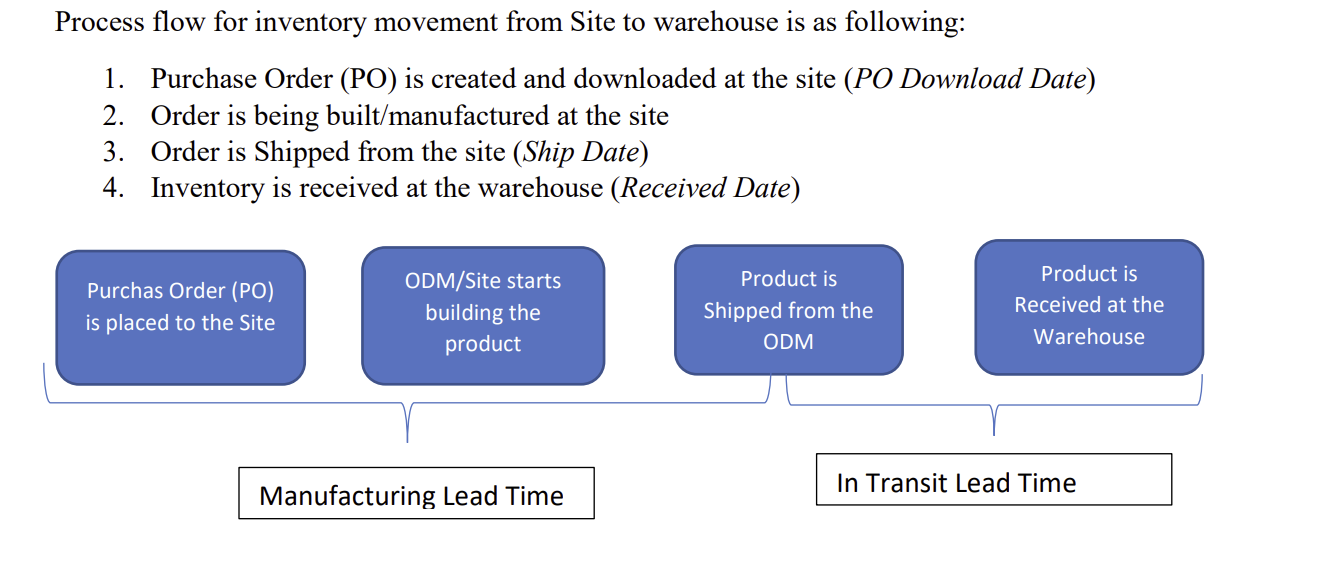 Process flow for inventory movement from Site to warehouse is as following:
1. Purchase Order (PO) is created and downloaded at the site (PO Download Date)
2. Order is being built/manufactured at the site
3. Order is Shipped from the site (Ship Date)
4. Inventory is received at the warehouse (Received Date)
Purchas Order (PO)
is placed to the Site
ODM/Site starts
building the
product
Product is
Shipped from the
ODM
Product is
Received at the
Warehouse
Manufacturing Lead Time
In Transit Lead Time